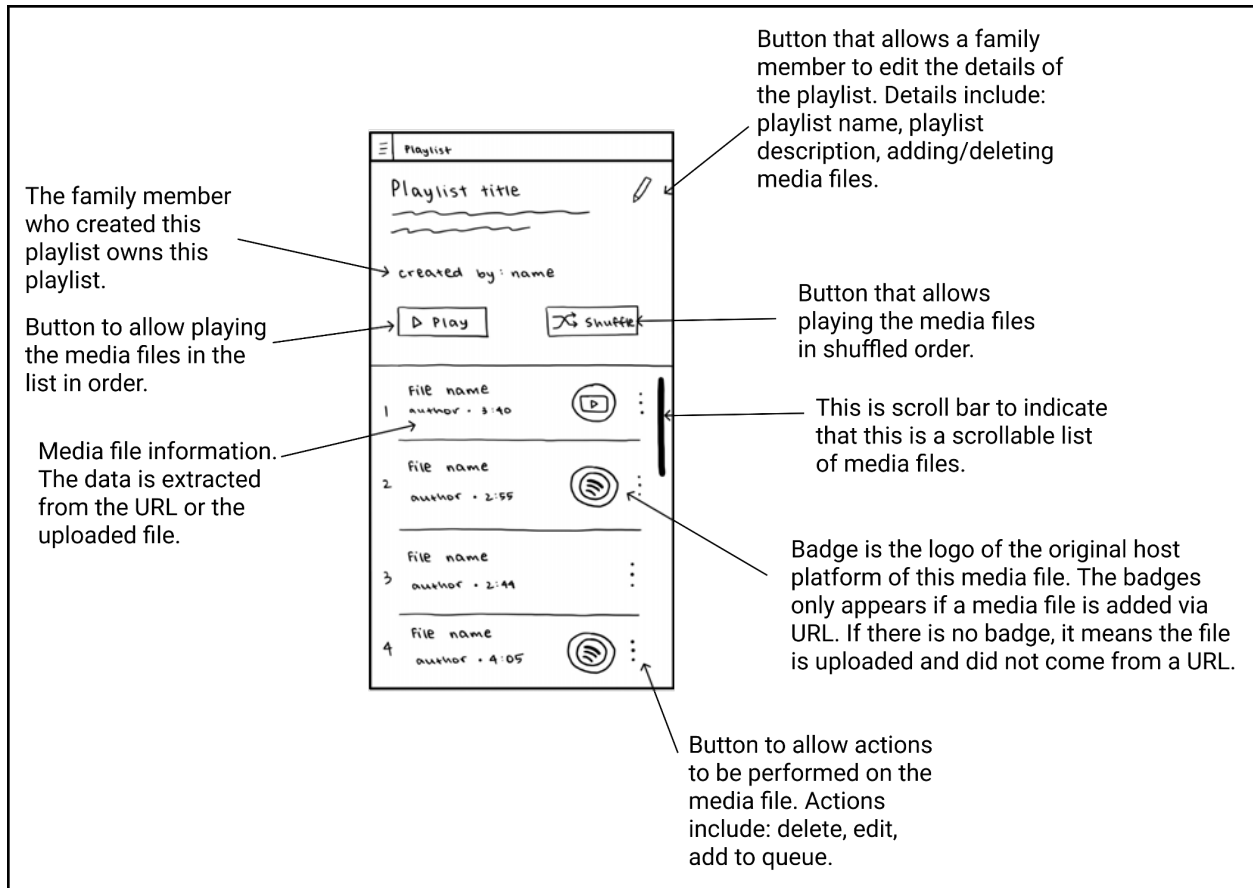 Button that allows a family
member to edit the details of
the playlist. Details include:
playlist name, playlist
description, adding/deleting
media files.
The family member
who created this
playlist owns this
playlist.
Button to allow playing
the media files in the
list in order.
Media file information.
The data is extracted
from the URL or the
uploaded file.
Playlist
Playlist title
created by: name
Play
Shuffle
1
File name
author • 3:40
2
File name
author • 2:55
3
File name
author • 2:44
4
File name
author • 4:05
Button that allows
playing the media files
in shuffled order.
This is scroll bar to indicate
that this is a scrollable list
of media files.
Badge is the logo of the original host
platform of this media file. The badges
only appears if a media file is added via
URL. If there is no badge, it means the file
is uploaded and did not come from a URL.
Button to allow actions
to be performed on the
media file. Actions
include: delete, edit,
add to queue.